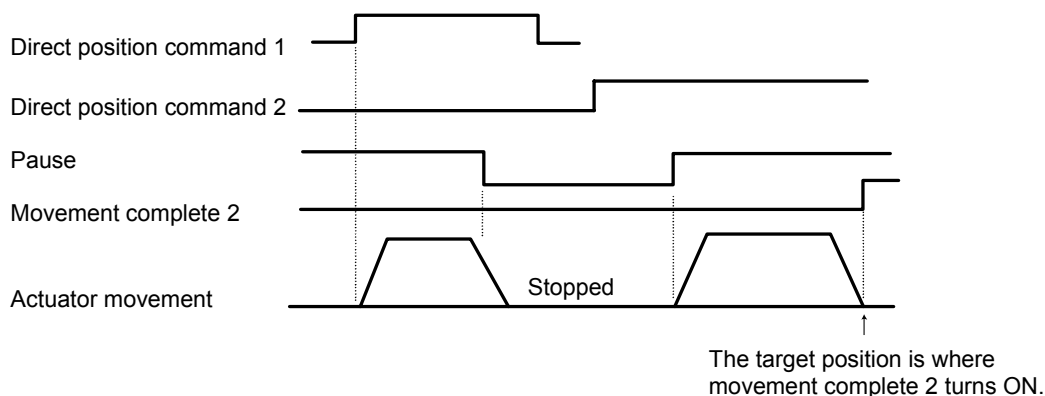 Direct position command 1
Direct position command 2
Pause
Movement complete 2
Actuator movement
Stopped
The target position is where
movement complete 2 turns ON.